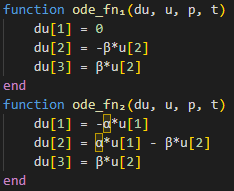 function ode_fn₁(du, u, p, t)
du[1] = 0
du[2] = -β*u[2]
du[3] = β*u[2]
end
function ode_fn₂(du, u, p, t)
du[1] = -α*u[1]
du[2] = α*u[1] - β*u[2]
du[3] = β*u[2]
end